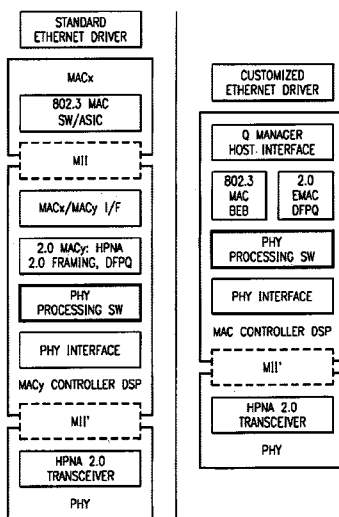 STANDARD
ETHERNET DRIVER
MACx
802.3 MAC
SW/ASIC
MII
MACx/MACy I/F
2.0 MACy: HPNA
2.0 FRAMING, DFPQ
PHY
PROCESSING SW
PHY INTERFACE
MACy CONTROLLER DSP
MII'
HPNA 2.0
TRANSCEIVER
PHY
CUSTOMIZED
ETHERNET DRIVER
Q MANAGER
HOST INTERFACE
802.3
MAC
BEB
2.0
EMAC
DFPQ
PHY
PROCESSING SW
PHY INTERFACE
MAC CONTROLLER DSP
MII'
HPNA 2.0
TRANSCEIVER
PHY